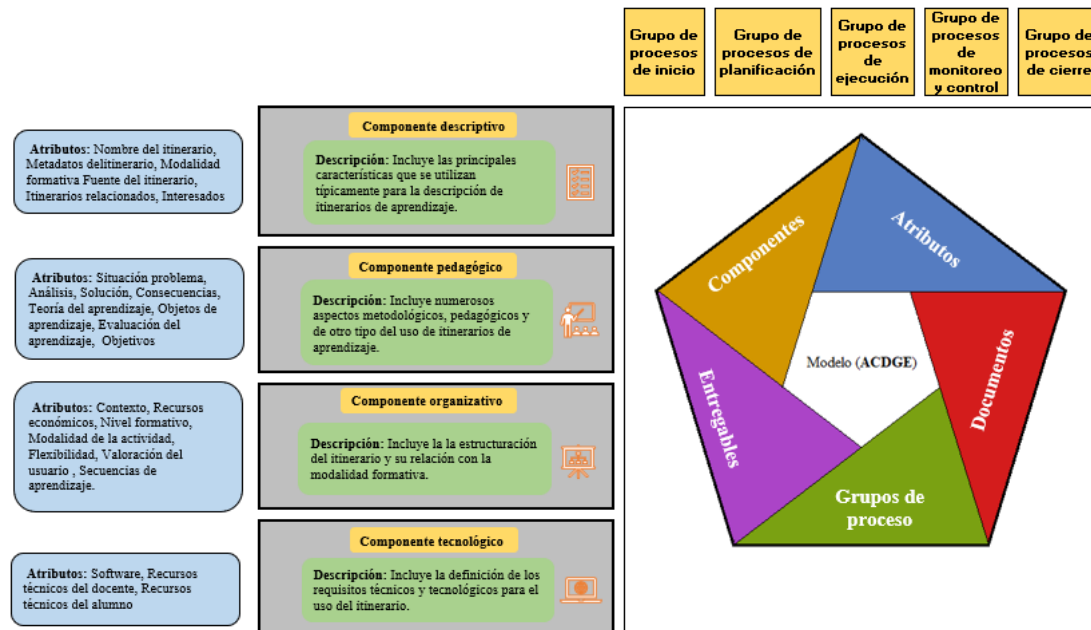 Grupo de
procesos
de inicio
Grupo de
procesos de
planificación
Grupo de
procesos
de
ejecución
Grupo de
procesos
de
monitoreo
y control
Grupo de
procesos
de cierre
Atributos: Nombre del itinerario,
Metadatos delitinerario, Modalidad
formativa Fuente del itinerario,
Itinerarios relacionados, Interesados
Componente descriptivo
Descripción: Incluye las principales
características que se utilizan
típicamente para la descripción de
itinerarios de aprendizaje.
Atributos: Situación problema,
Análisis, Solución, Consecuencias,
Teoría del aprendizaje, Objetos de
aprendizaje, Evaluación del
aprendizaje, Objetivos
Componente pedagógico
Descripción: Incluye numerosos
aspectos metodológicos, pedagógicos y
de otro tipo del uso de itinerarios de
aprendizaje.
Atributos: Contexto, Recursos
económicos, Nivel formativo,
Modalidad de la actividad,
Flexibilidad, Valoración del
usuario , Secuencias de
aprendizaje.
Componente organizativo
Descripción: Incluye la la estructuración
del itinerario y su relación con la
modalidad formativa.
Atributos: Software, Recursos
técnicos del docente, Recursos
técnicos del alumno
Componente tecnológico
Descripción: Incluye la definición de los
requisitos técnicos y tecnológicos para
el uso del itinerario.
Componentes
Atributos
Modelo (ACDGE)
Documentos
Entregables
Grupos de
proceso